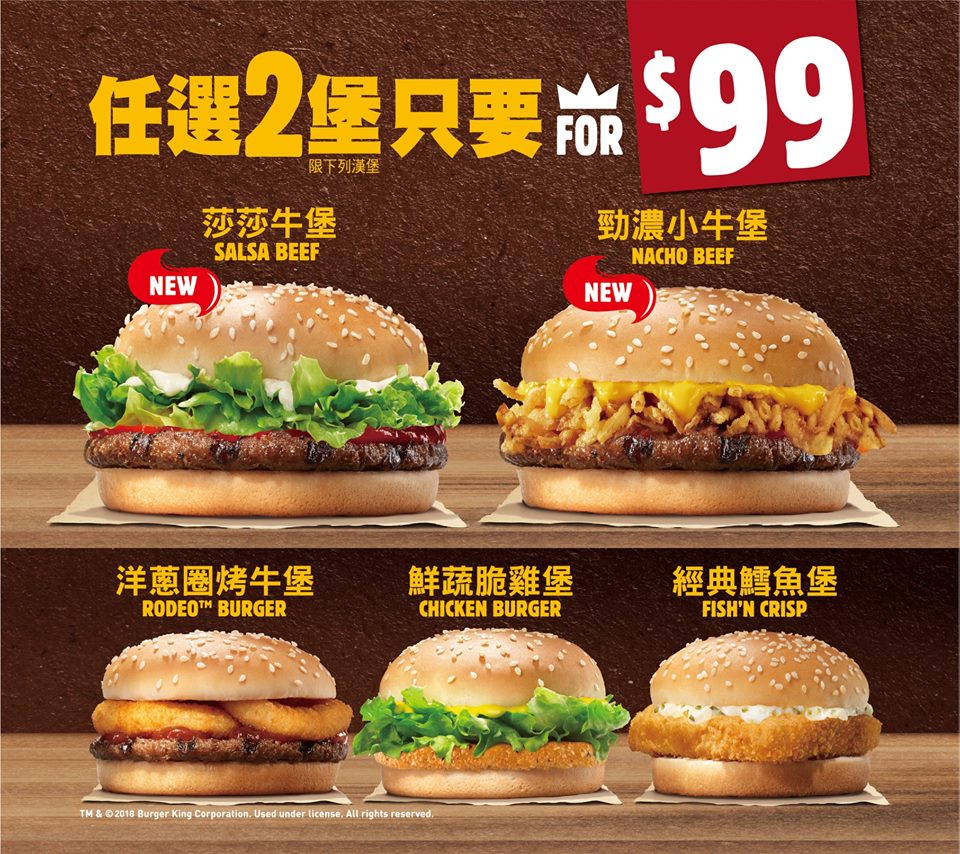 任選2堡只要 FOR $99
限下列漢堡
莎莎牛堡
SALSA BEEF
NEW
勁濃小牛堡
NACHO BEEF
NEW
洋蔥圈烤牛堡
RODEO™ BURGER
鮮蔬脆雞堡
CHICKEN BURGER
經典鱈魚堡
FISH'N CRISP
TM & © 2018 Burger King Corporation. Used under license. All rights reserved.